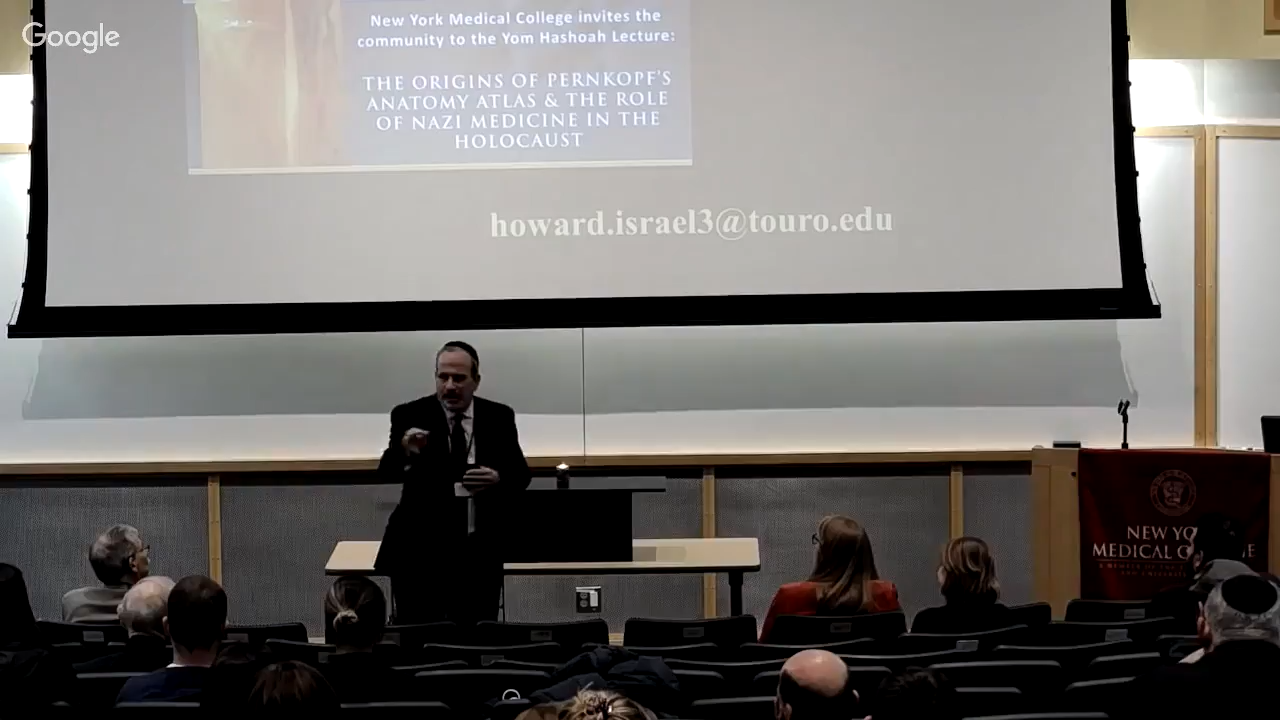 Google
New York Medical College invites the
community to the Yom Hashoah Lecture:
THE ORIGINS OF PERNKOPF'S
ANATOMY ATLAS & THE ROLE
OF NAZI MEDICINE IN THE
HOLOCAUST
howard.israel3@touro.edu
NEW YO
MEDICAL C E